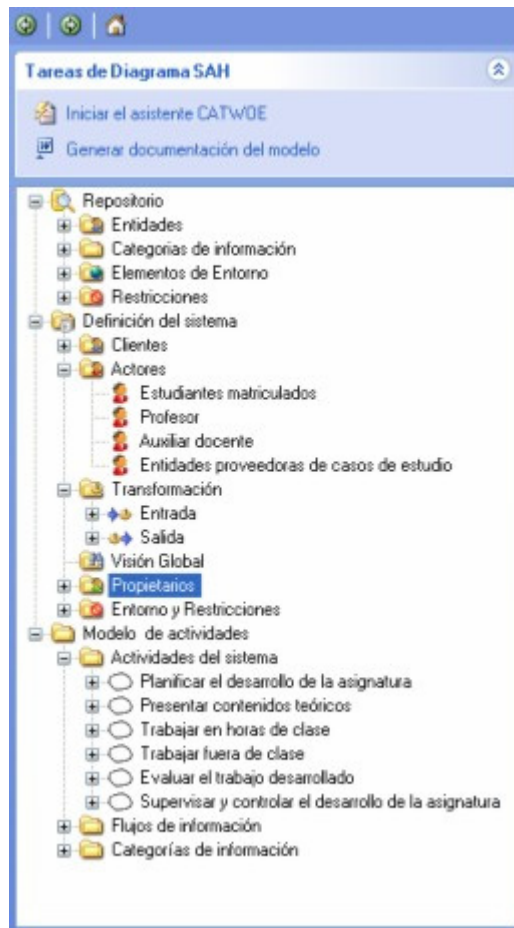 Tareas de Diagrama SAH
Iniciar el asistente CATWOE
Generar documentación del modelo
Repositorio
Entidades
Categorias de información
Elementos de Entorno
Restricciones
Definición del sistema
Clientes
Actores
Estudiantes matriculados
Profesor
Auxiliar docente
Entidades proveedoras de casos de estudio
Transformación
Entrada
Salida
Visión Global
Propietarios
Entorno y Restricciones
Modelo de actividades
Actividades del sistema
Planificar el desarrollo de la asignatura
Presentar contenidos teóricos
Trabajar en horas de clase
Trabajar fuera de clase
Evaluar el trabajo desarrollado
Supervisar y controlar el desarrollo de la asignatura
Flujos de información
Categorías de información